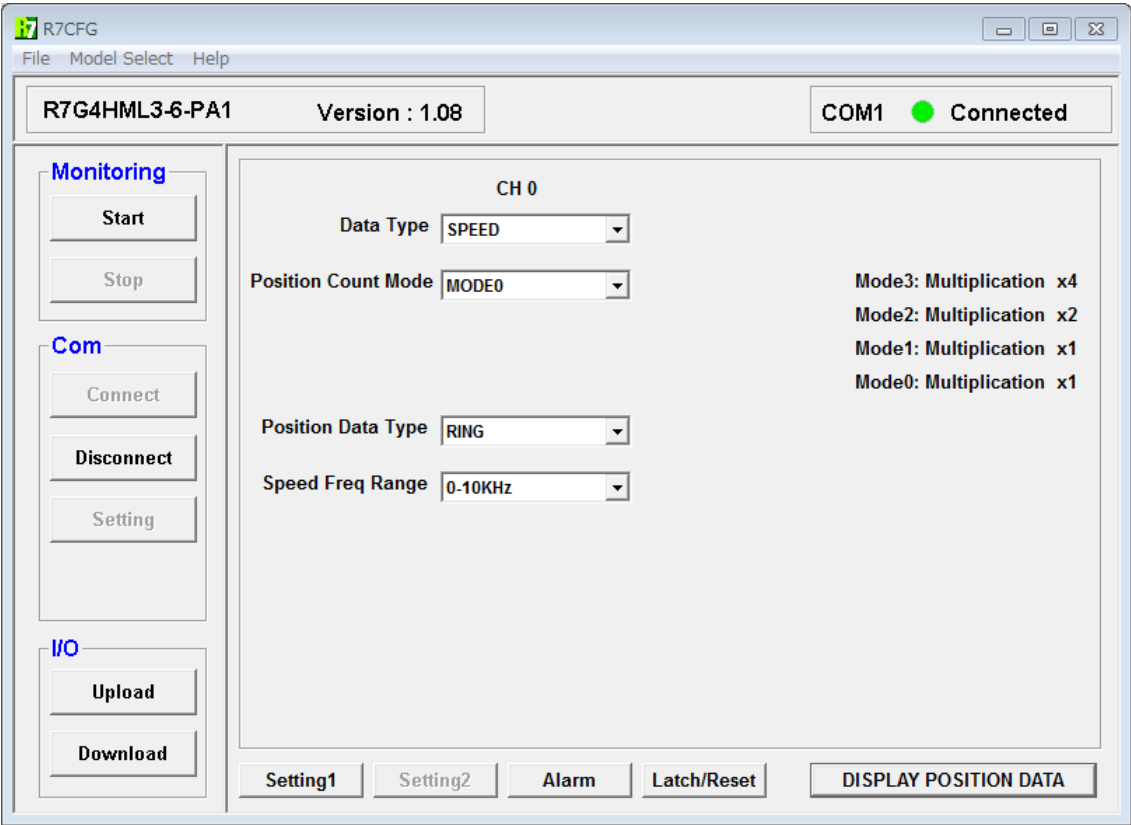 R7CFG
File Model Select Help
R7G4HML3-6-PA1 Version : 1.08
COM1 Connected
Monitoring
Start
Stop
Com
Connect
Disconnect
Setting
I/O
Upload
Download
CH 0
Data Type SPEED
Position Count Mode MODE0
Mode3: Multiplication x4
Mode2: Multiplication x2
Mode1: Multiplication x1
Mode0: Multiplication x1
Position Data Type RING
Speed Freq Range 0-10KHz
Setting1 Setting2 Alarm Latch/Reset DISPLAY POSITION DATA